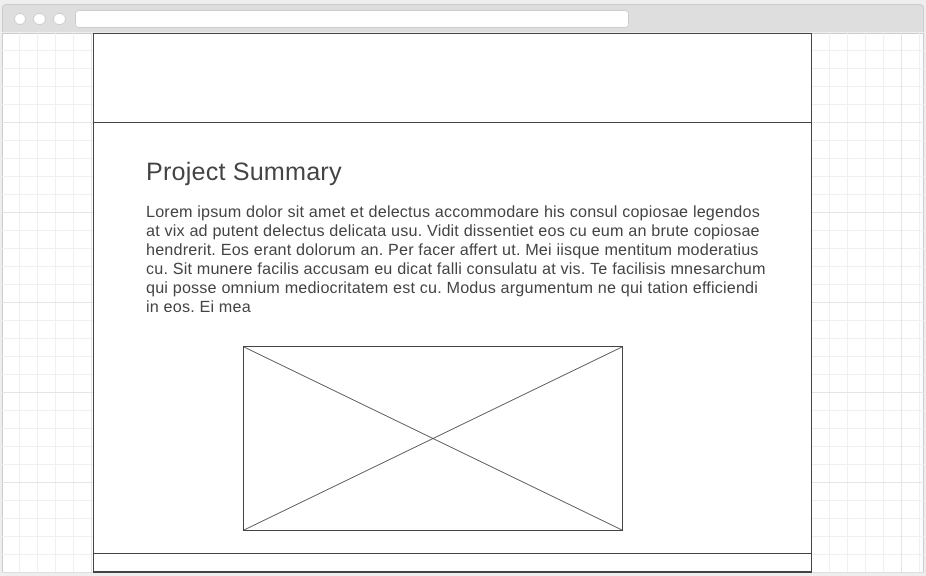 Project Summary
Lorem ipsum dolor sit amet et delectus accommodare his consul copiosae legendos
at vix ad putent delectus delicata usu. Vidit dissentiet eos cu eum an brute copiosae
hendrerit. Eos erant dolorum an. Per facer affert ut. Mei iisque mentitum moderatius
cu. Sit munere facilis accusam eu dicat falli consulatu at vis. Te facilisis mnesarchum
qui posse omnium mediocritatem est cu. Modus argumentum ne qui tation efficiendi
in eos. Ei mea